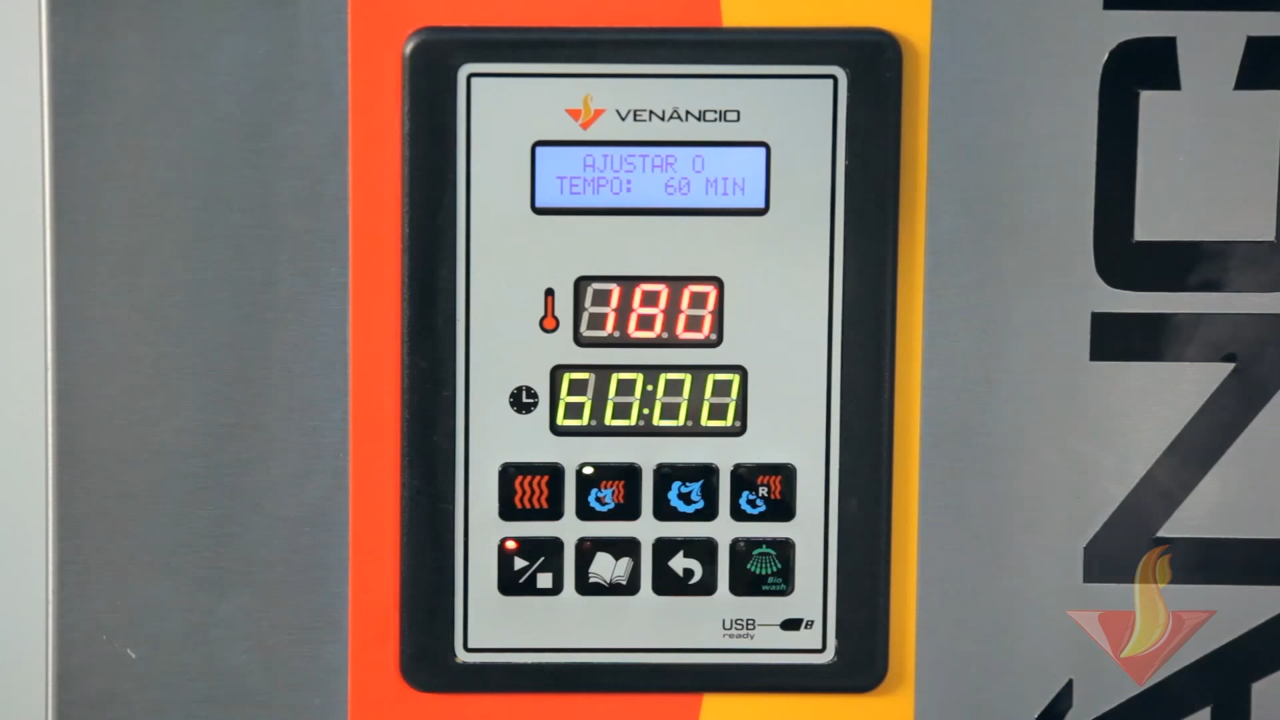 VENÂNCIO
AJUSTAR O
TEMPO: 60 MIN
180
60:00
R
Bio
wash
USB
ready